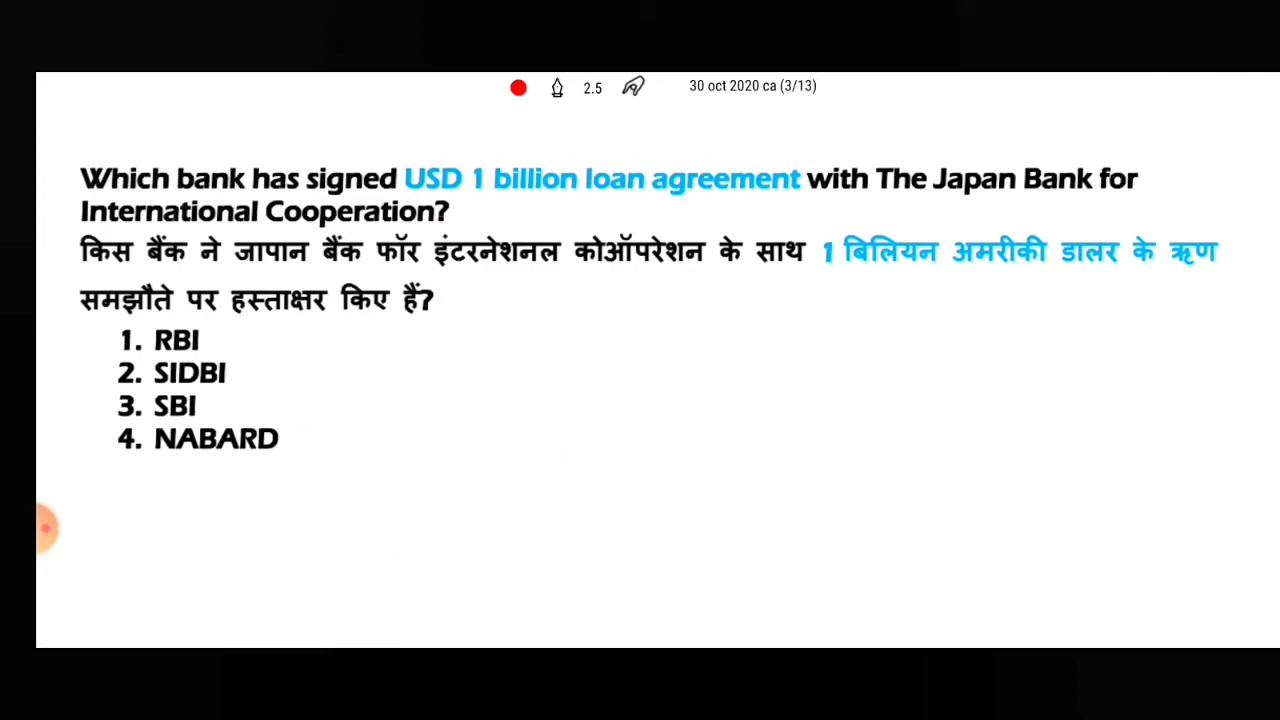 2.5 30 oct 2020 ca (3/13)
Which bank has signed USD 1 billion loan agreement with The Japan Bank for
International Cooperation?
किस बैंक ने जापान बैंक फॉर इंटरनेशनल कोऑपरेशन के साथ 1 बिलियन अमरीकी डालर के ऋण
समझौते पर हस्ताक्षर किए हैं?
1. RBI
2. SIDBI
3. SBI
4. NABARD